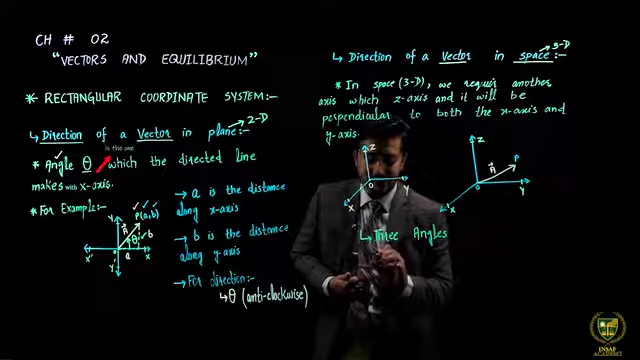 CH # 02
"VECTORS AND EQUILIBRIUM"
* RECTANGULAR COORDINATE SYSTEM:-
↳ Direction of a Vector in plane:- → 2-D
is the one
* Angle θ which the directed line
makes with x-axis.
* For Example:-
Y
P(a,b)
A
θ
b
X'
a
X
Y'
→ a is the distance
along x-axis
→ b is the distance
along y-axis
→ For direction:-
↳ θ (anti-clockwise)
↳ Direction of a Vector in space:- → 3-D
* In space (3-D), we require another
axis which z-axis and it will be
perpendicular to both the x-axis and
y-axis.
Z
O
Y
X
Z
A
P
O
Y
X
↳ Three Angles
ENSAF
ACADEMY